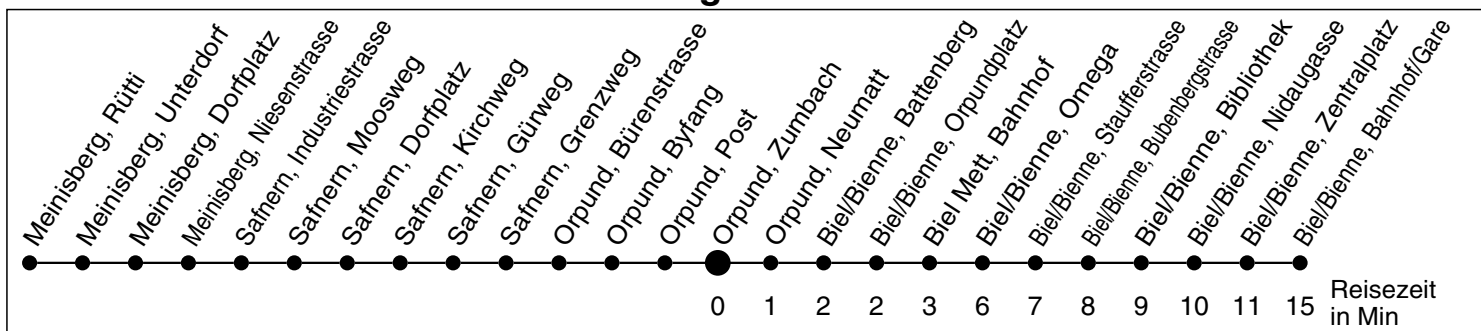 Meinisberg, Rütti
Meinisberg, Unterdorf
Meinisberg, Dorfplatz
Meinisberg, Niesenstrasse
Safnern, Industriestrasse
Safnern, Moosweg
Safnern, Dorfplatz
Safnern, Kirchweg
Safnern, Gürweg
Safnern, Grenzweg
Orpund, Bürenstrasse
Orpund, Byfang
Orpund, Post
Orpund, Zumbach
Orpund, Neumatt
Biel/Bienne, Battenberg
Biel/Bienne, Orpundplatz
Biel Mett, Bahnhof
Biel/Bienne, Omega
Biel/Bienne, Staufferstrasse
Biel/Bienne, Bubenbergstrasse
Biel/Bienne, Bibliothek
Biel/Bienne, Nidaugasse
Biel/Bienne, Zentralplatz
Biel/Bienne, Bahnhof/Gare
0 1 2 2 3 6 7 8 9 10 11 15
Reisezeit
in Min